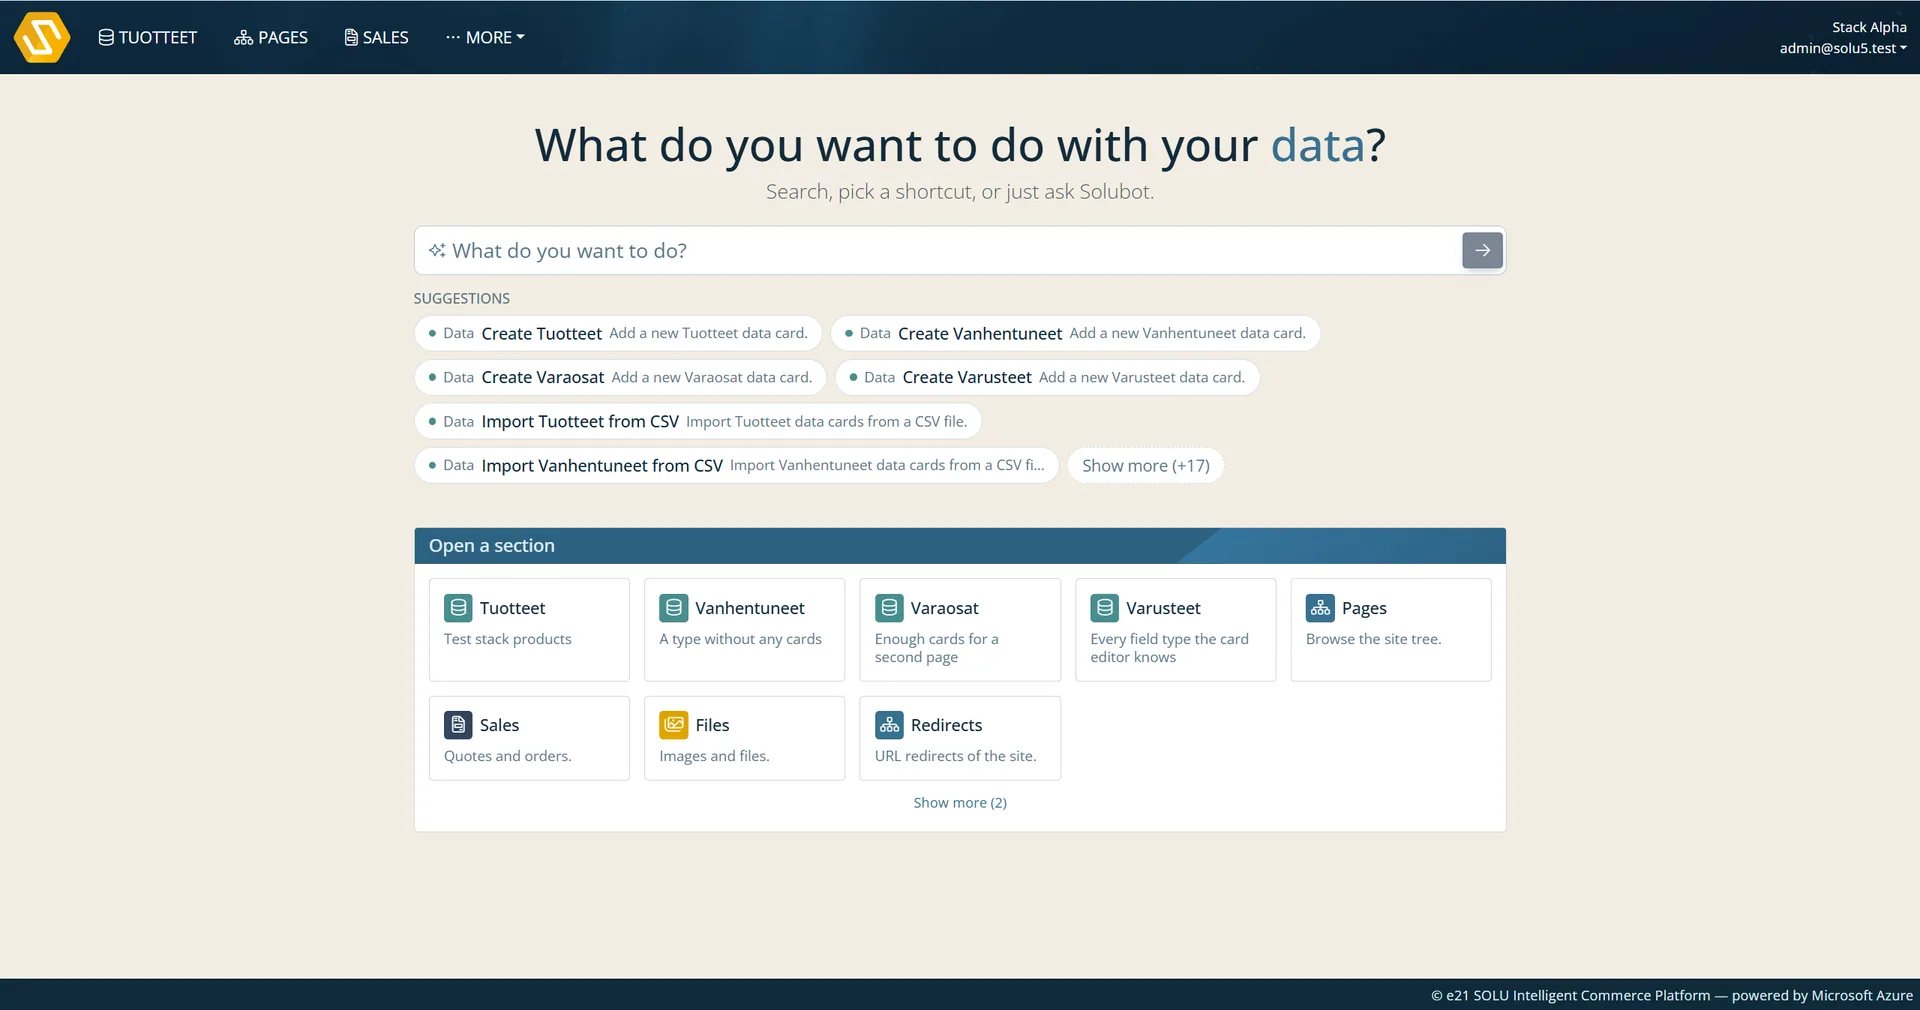 TUOTTEET
PAGES
SALES
MORE
Stack Alpha
admin@solu5.test
What do you want to do with your data?
Search, pick a shortcut, or just ask Solubot.
What do you want to do?
SUGGESTIONS
Data Create Tuotteet Add a new Tuotteet data card.
Data Create Vanhentuneet Add a new Vanhentuneet data card.
Data Create Varaosat Add a new Varaosat data card.
Data Create Varusteet Add a new Varusteet data card.
Data Import Tuotteet from CSV Import Tuotteet data cards from a CSV file.
Data Import Vanhentuneet from CSV Import Vanhentuneet data cards from a CSV fi...
Show more (+17)
Open a section
Tuotteet
Test stack products
Vanhentuneet
A type without any cards
Varaosat
Enough cards for a
second page
Varusteet
Every field type the card
editor knows
Pages
Browse the site tree.
Sales
Quotes and orders.
Files
Images and files.
Redirects
URL redirects of the site.
Show more (2)
© e21 SOLU Intelligent Commerce Platform — powered by Microsoft Azure